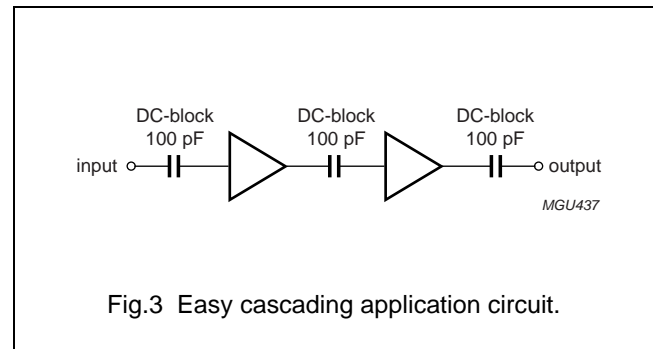 DC-block
100 pF
DC-block
100 pF
DC-block
100 pF
input
output
MGU437
Fig.3 Easy cascading application circuit.